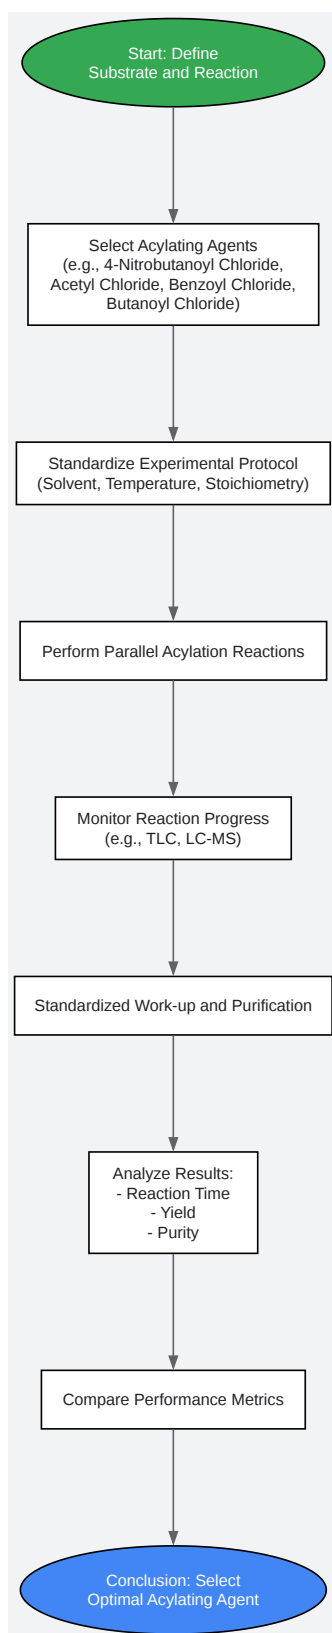 Start: Define
Substrate and Reaction
Select Acylating Agents
(e.g., 4-Nitrobutanoyl Chloride,
Acetyl Chloride, Benzoyl Chloride,
Butanoyl Chloride)
Standardize Experimental Protocol
(Solvent, Temperature, Stoichiometry)
Perform Parallel Acylation Reactions
Monitor Reaction Progress
(e.g., TLC, LC-MS)
Standardized Work-up and Purification
Analyze Results:
- Reaction Time
- Yield
- Purity
Compare Performance Metrics
Conclusion: Select
Optimal Acylating Agent